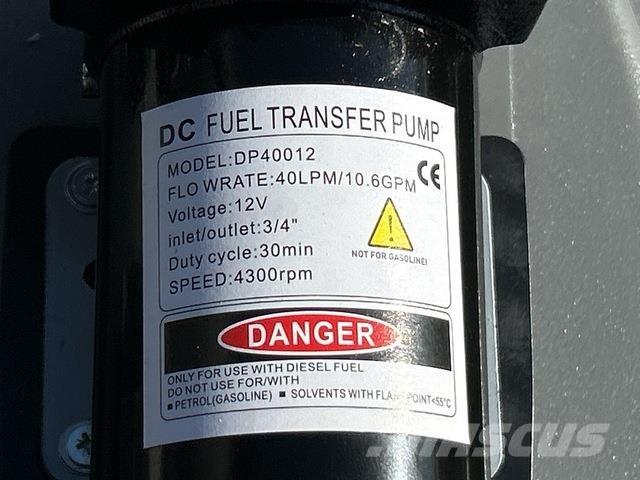 DC FUEL TRANSFER PUMP
MODEL:DP40012
FLO WRATE:40LPM/10.6GPM
CE
Voltage:12V
inlet/outlet:3/4"
Duty cycle:30min
NOT FOR GASOLINE!
SPEED:4300rpm
DANGER
ONLY FOR USE WITH DIESEL FUEL
DO NOT USE FOR/WITH
■ PETROL(GASOLINE) ■ SOLVENTS WITH FLASH POINT<55°C
MASCUS